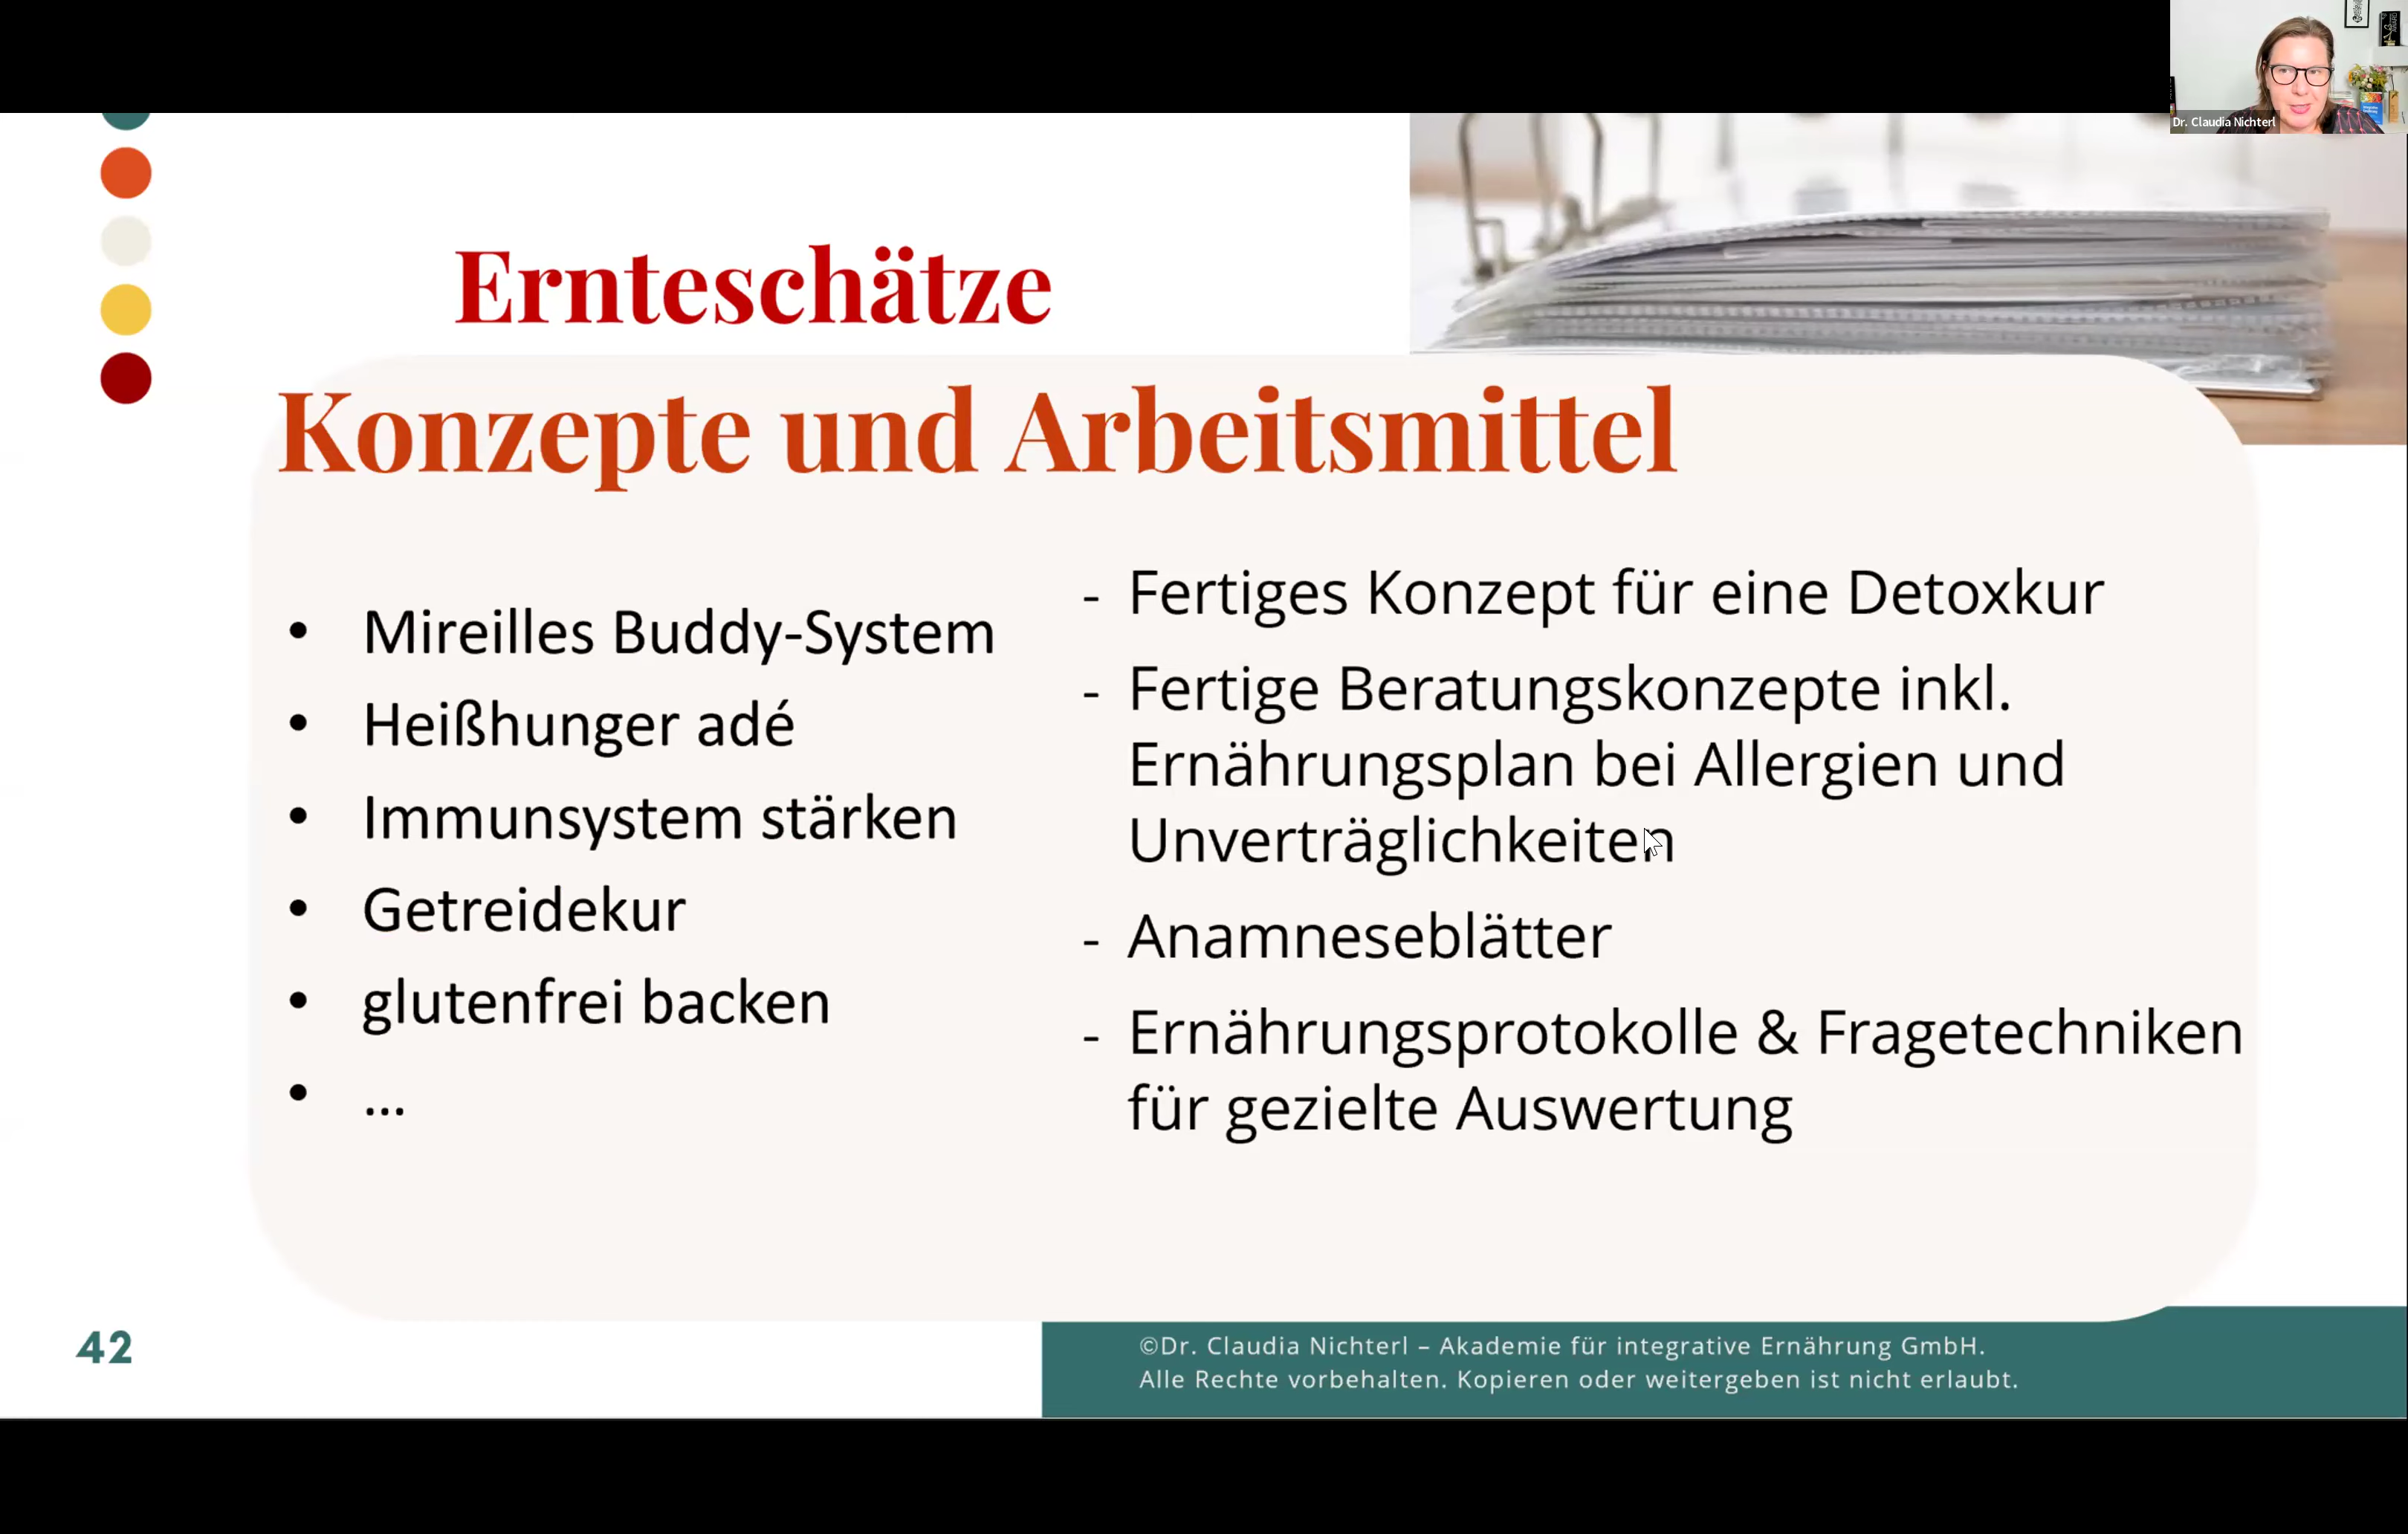 Dr. Claudia Nichterl
Ernteschätze
Konzepte und Arbeitsmittel
• Mireilles Buddy-System
• Heißhunger adé
• Immunsystem stärken
• Getreidekur
• glutenfrei backen
• ...
- Fertiges Konzept für eine Detoxkur
- Fertige Beratungskonzepte inkl.
Ernährungsplan bei Allergien und
Unverträglichkeiten
- Anamneseblätter
- Ernährungsprotokolle & Fragetechniken
für gezielte Auswertung
42
©Dr. Claudia Nichterl – Akademie für integrative Ernährung GmbH.
Alle Rechte vorbehalten. Kopieren oder weitergeben ist nicht erlaubt.